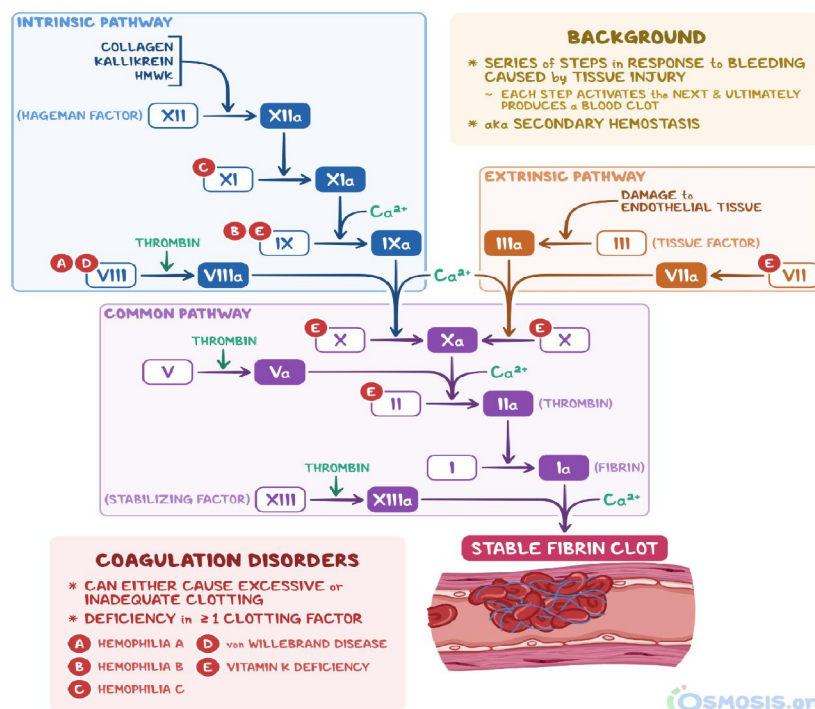 INTRINSIC PATHWAY
COLLAGEN
KALLIKREIN
HMWK
(HAGEMAN FACTOR) XII XIIa
C XI XIa
Ca²⁺
B E IX IXa
THROMBIN
A D VIII VIIIa
Ca²⁺
BACKGROUND
* SERIES of STEPS in RESPONSE to BLEEDING
CAUSED by TISSUE INJURY
~ EACH STEP ACTIVATES the NEXT & ULTIMATELY
PRODUCES a BLOOD CLOT
* aka SECONDARY HEMOSTASIS
EXTRINSIC PATHWAY
DAMAGE to
ENDOTHELIAL TISSUE
IIIa III (TISSUE FACTOR)
VIIa E VII
COMMON PATHWAY
E X Xa E X
THROMBIN
V Va Ca²⁺
E II IIa (THROMBIN)
I Ia (FIBRIN)
THROMBIN
(STABILIZING FACTOR) XIII XIIIa Ca²⁺
STABLE FIBRIN CLOT
COAGULATION DISORDERS
* CAN EITHER CAUSE EXCESSIVE or
INADEQUATE CLOTTING
* DEFICIENCY in ≥ 1 CLOTTING FACTOR
A HEMOPHILIA A D von WILLEBRAND DISEASE
B HEMOPHILIA B E VITAMIN K DEFICIENCY
C HEMOPHILIA C
OSMOSIS.or